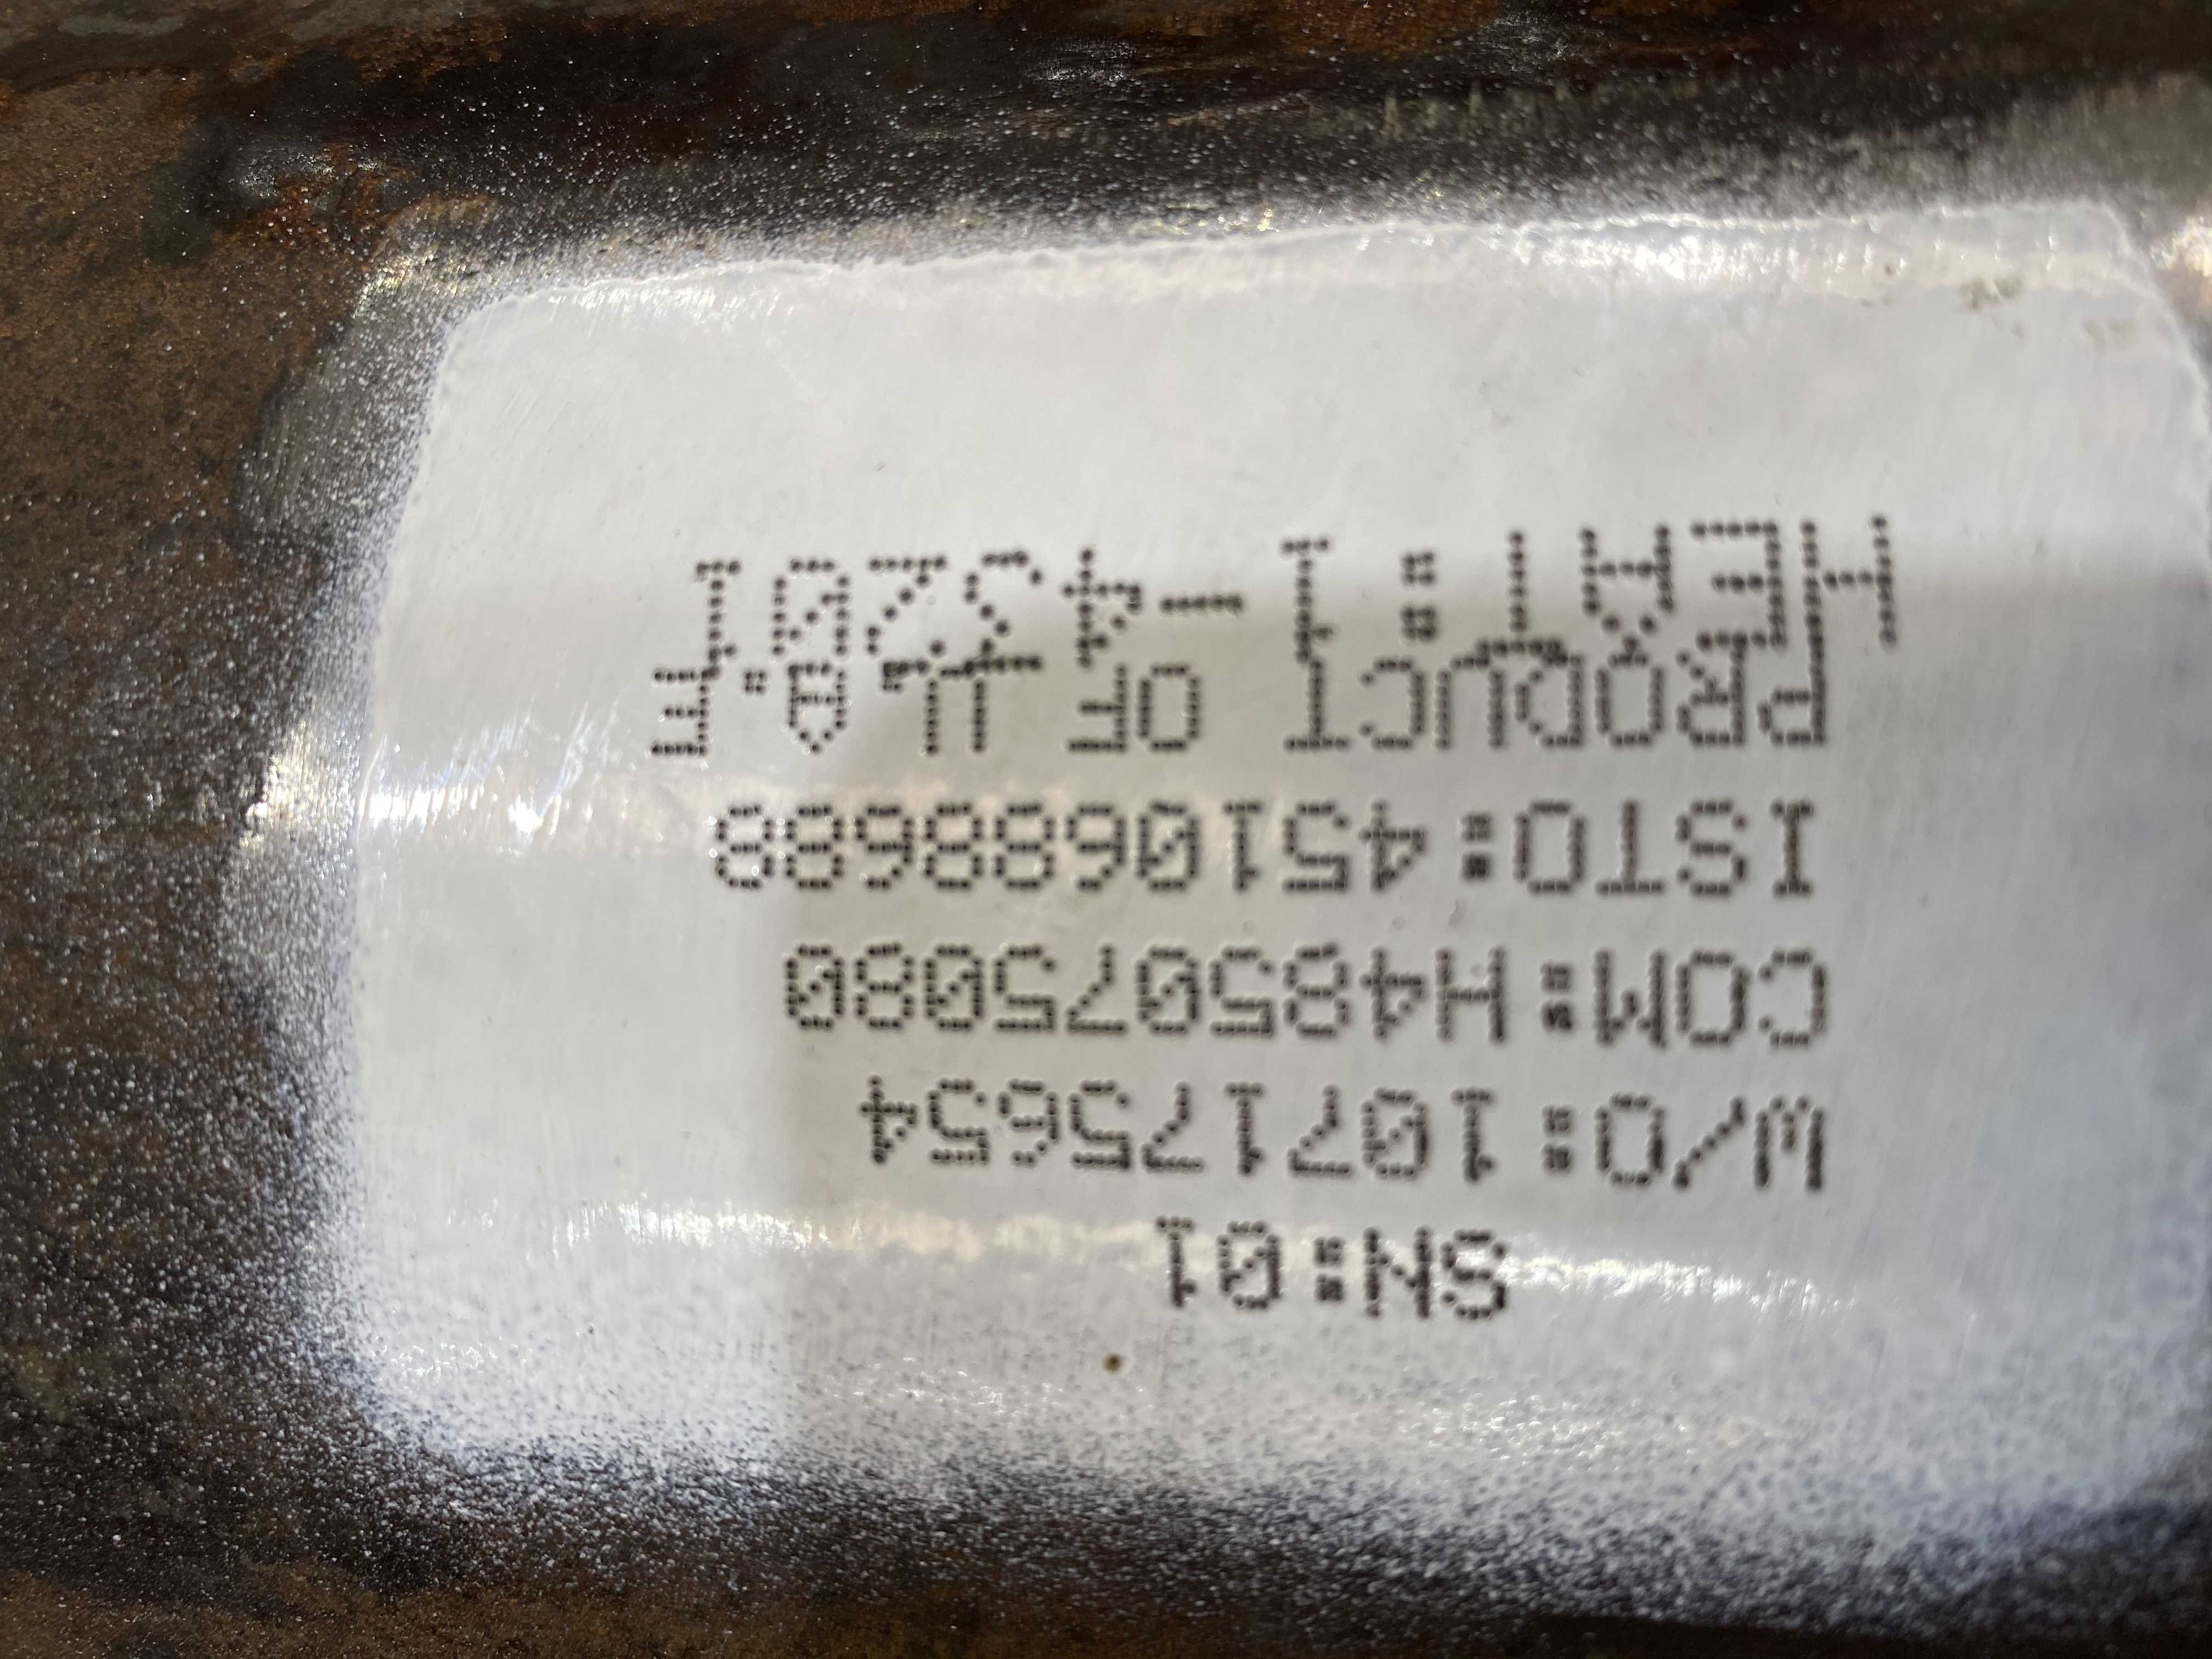 SN:01
W/O:107175654
COM:H485075080
ISTO:4510688688
PRODUCT OF U.A.E
HEAT:1-43201